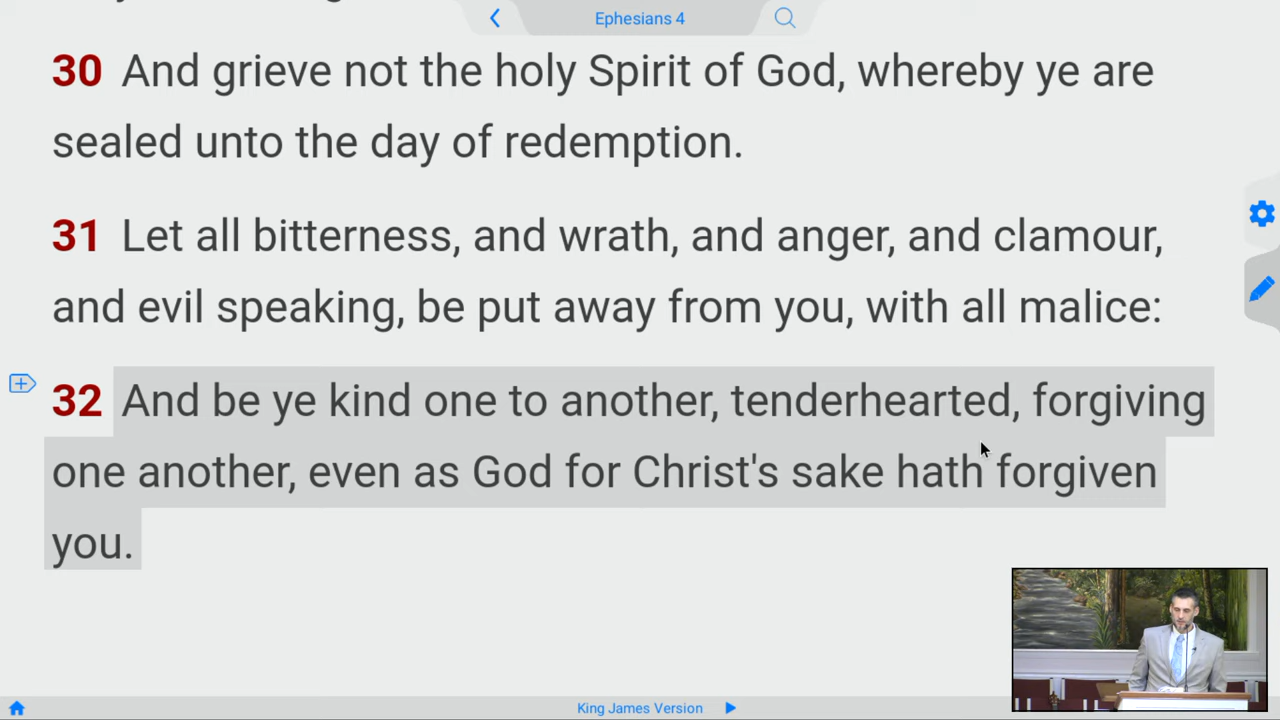 Ephesians 4
30 And grieve not the holy Spirit of God, whereby ye are
sealed unto the day of redemption.
31 Let all bitterness, and wrath, and anger, and clamour,
and evil speaking, be put away from you, with all malice:
32 And be ye kind one to another, tenderhearted, forgiving
one another, even as God for Christ's sake hath forgiven
you.
King James Version